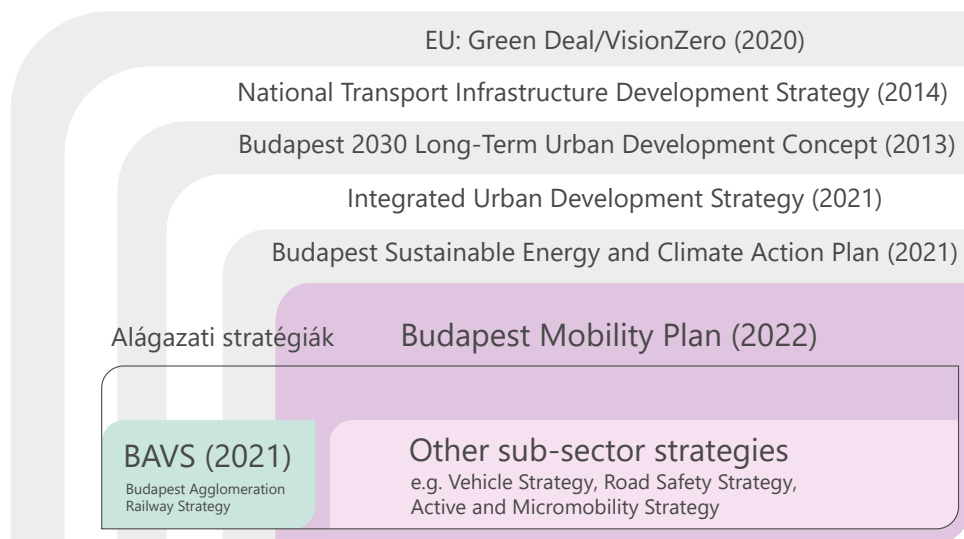 EU: Green Deal/VisionZero (2020)
National Transport Infrastructure Development Strategy (2014)
Budapest 2030 Long-Term Urban Development Concept (2013)
Integrated Urban Development Strategy (2021)
Budapest Sustainable Energy and Climate Action Plan (2021)
Alágazati stratégiák
Budapest Mobility Plan (2022)
BAVS (2021)
Budapest Agglomeration
Railway Strategy
Other sub-sector strategies
e.g. Vehicle Strategy, Road Safety Strategy,
Active and Micromobility Strategy